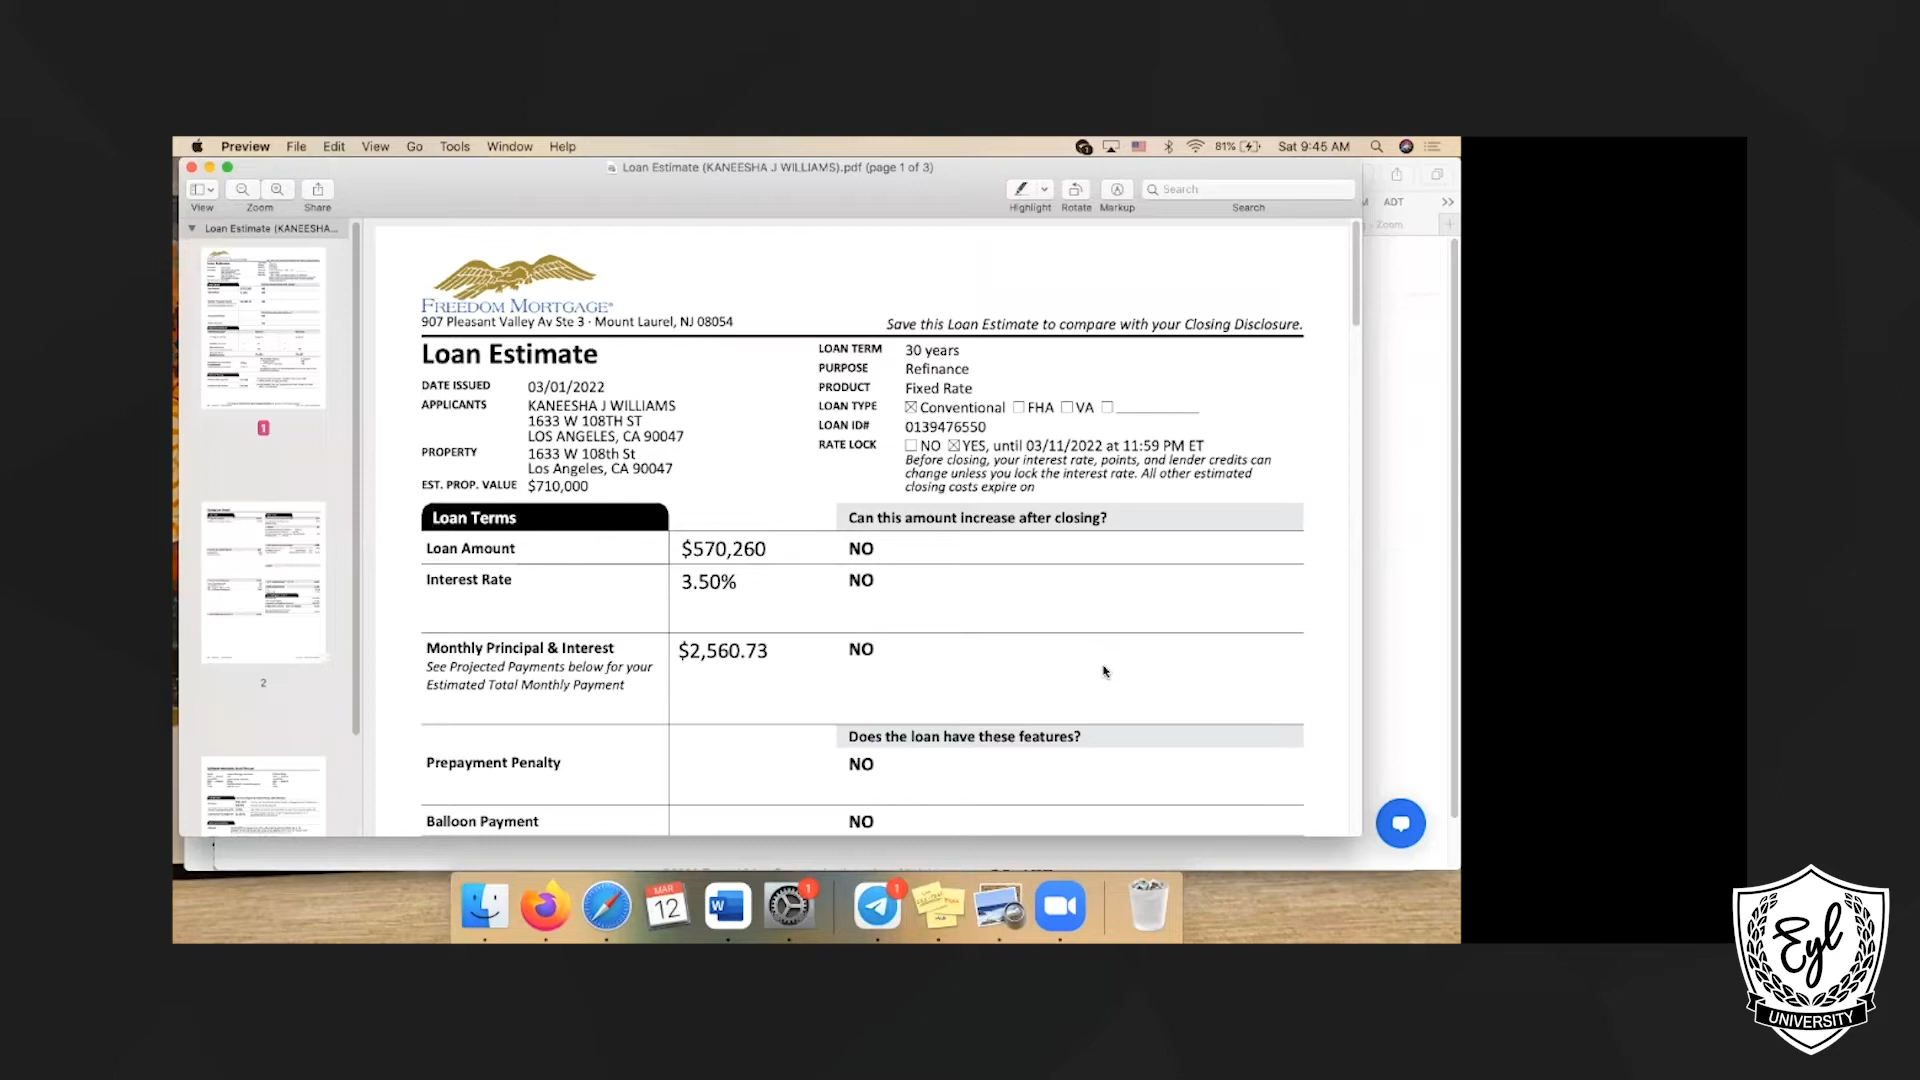 Preview File Edit View Go Tools Window Help
81% Sat 9:45 AM
Loan Estimate (KANEESHA J WILLIAMS).pdf (page 1 of 3)
Search
View Zoom Share Highlight Rotate Markup Search
ADT
- Zoom
Loan Estimate (KANEESHA...
1
2
FREEDOM MORTGAGE®
907 Pleasant Valley Av Ste 3 · Mount Laurel, NJ 08054
Save this Loan Estimate to compare with your Closing Disclosure.
Loan Estimate
DATE ISSUED 03/01/2022
APPLICANTS KANEESHA J WILLIAMS
1633 W 108TH ST
LOS ANGELES, CA 90047
PROPERTY 1633 W 108th St
Los Angeles, CA 90047
EST. PROP. VALUE $710,000
LOAN TERM 30 years
PURPOSE Refinance
PRODUCT Fixed Rate
LOAN TYPE ☒ Conventional ☐ FHA ☐ VA ☐ ____________
LOAN ID# 0139476550
RATE LOCK ☐ NO ☒ YES, until 03/11/2022 at 11:59 PM ET
Before closing, your interest rate, points, and lender credits can
change unless you lock the interest rate. All other estimated
closing costs expire on
Loan Terms Can this amount increase after closing?
Loan Amount $570,260 NO
Interest Rate 3.50% NO
Monthly Principal & Interest $2,560.73 NO
See Projected Payments below for your
Estimated Total Monthly Payment
Does the loan have these features?
Prepayment Penalty NO
Balloon Payment NO
MAR
12
W
1
1
Eyl
UNIVERSITY